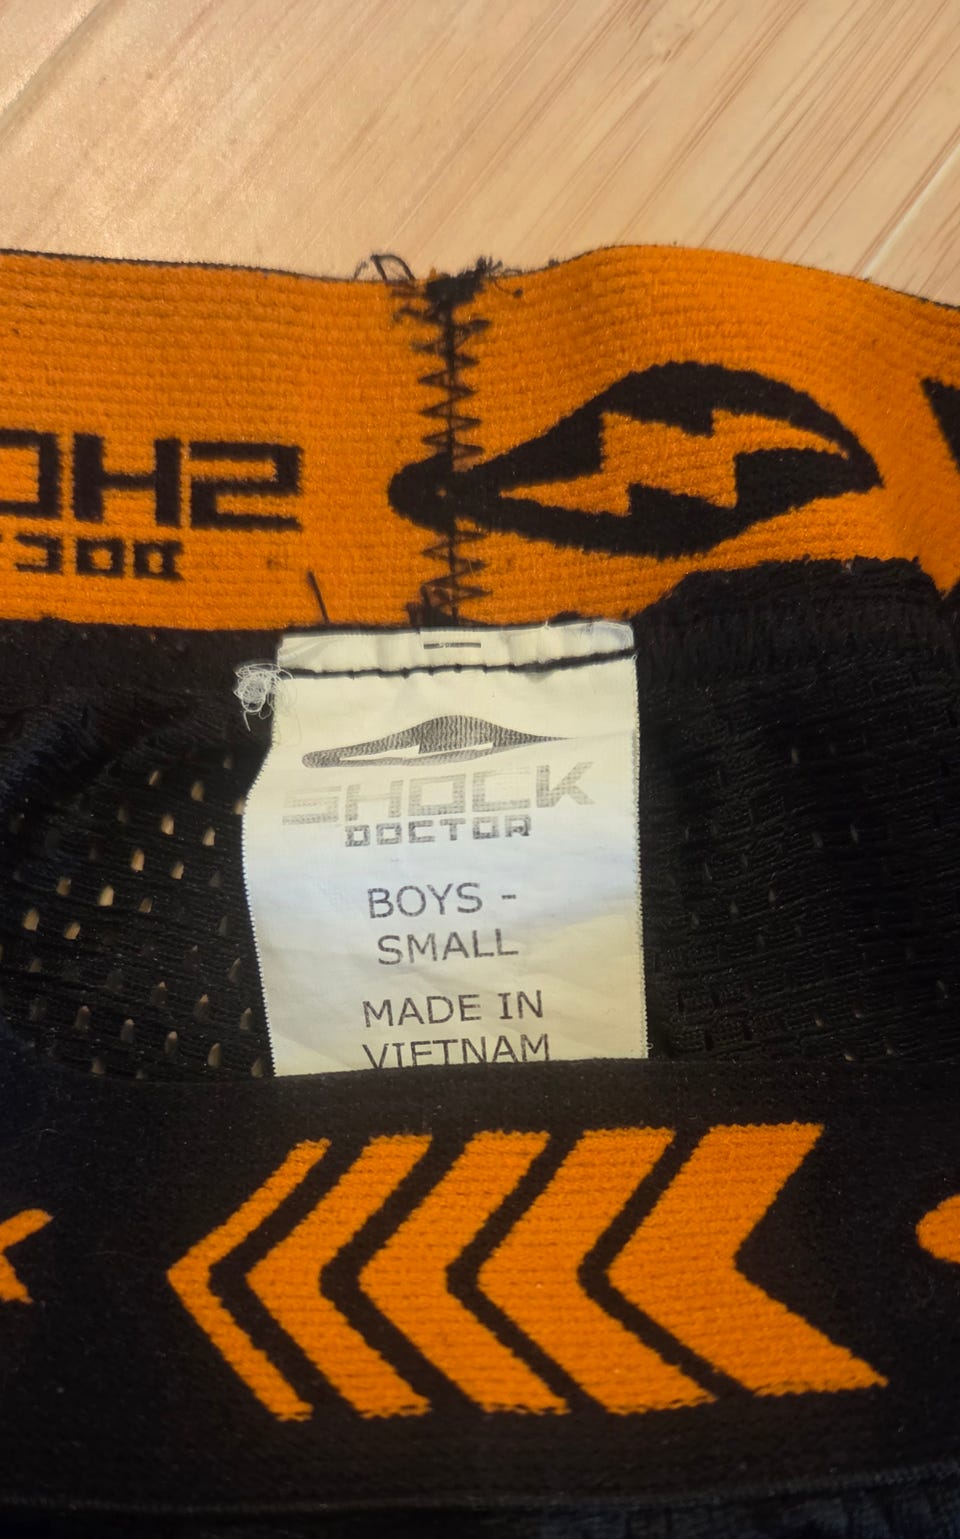 SHOCK
DOCTOR
BOYS -
SMALL
MADE IN
VIETNAM